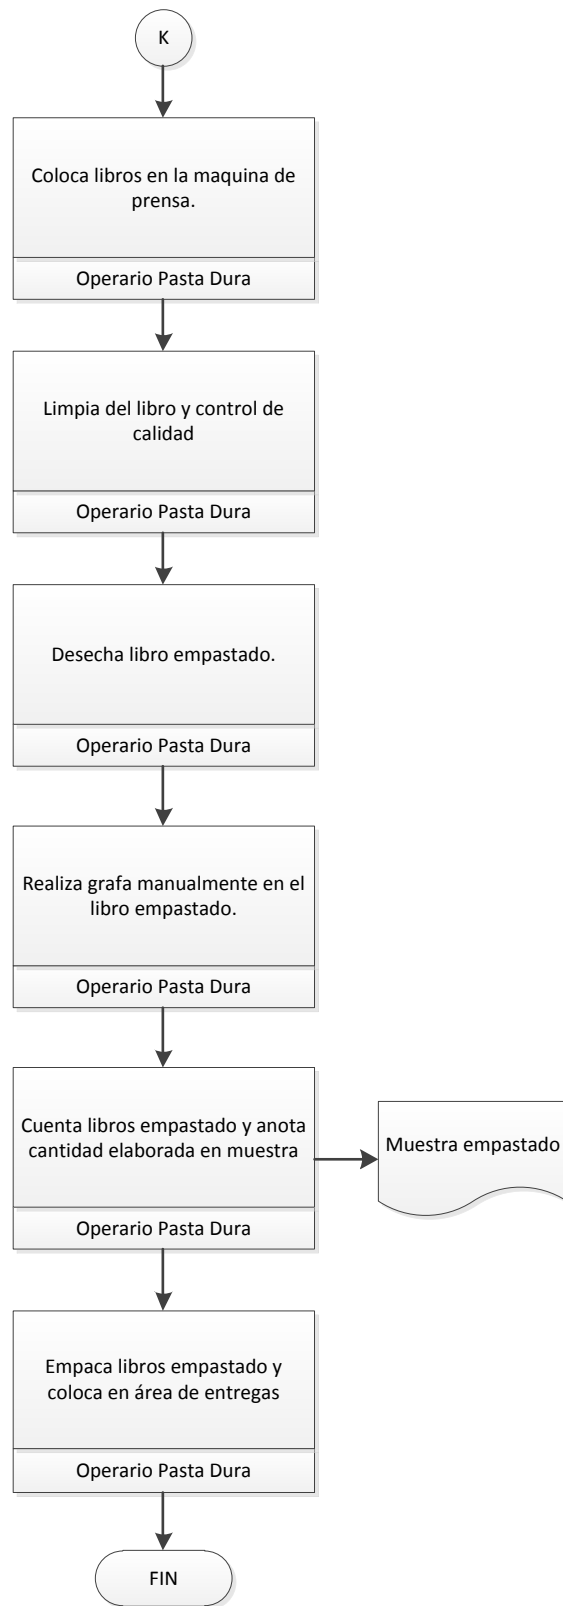 K
Coloca libros en la maquina de
prensa.
Operario Pasta Dura
Limpia del libro y control de
calidad
Operario Pasta Dura
Desecha libro empastado.
Operario Pasta Dura
Realiza grafa manualmente en el
libro empastado.
Operario Pasta Dura
Cuenta libros empastado y anota
cantidad elaborada en muestra
Muestra empastado
Operario Pasta Dura
Empaca libros empastado y
coloca en área de entregas
Operario Pasta Dura
FIN